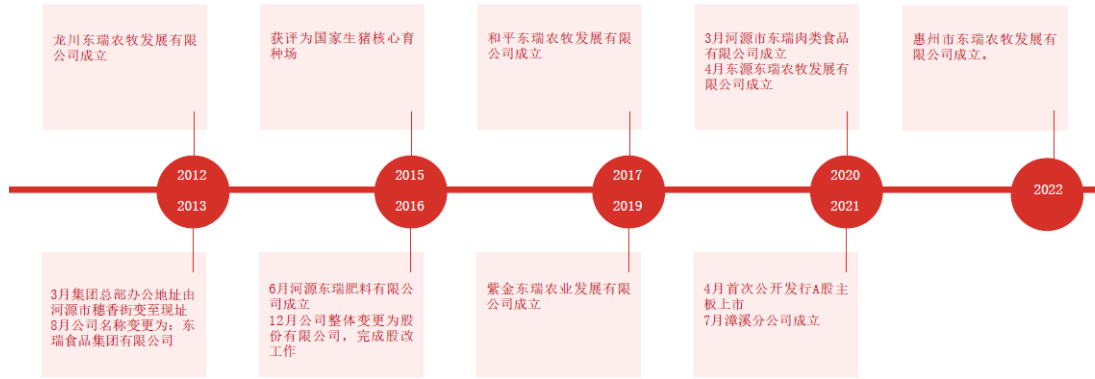 龙川东瑞农牧发展有限
公司成立
获评为国家生猪核心育
种场
和平东瑞农牧发展有限
公司成立
3月河源市东瑞肉类食品
有限公司成立
4月东源东瑞农牧发展有
限公司成立
惠州市东瑞农牧发展有
限公司成立。
2012
2013
2015
2016
2017
2019
2020
2021
2022
3月集团总部办公地址由
河源市穗香街变至现址
8月公司名称变更为：东
瑞食品集团有限公司
6月河源东瑞肥料有限公
司成立
12月公司整体变更为股
份有限公司，完成股改
工作
紫金东瑞农业发展有限
公司成立
4月首次公开发行A股主
板上市
7月漳溪分公司成立